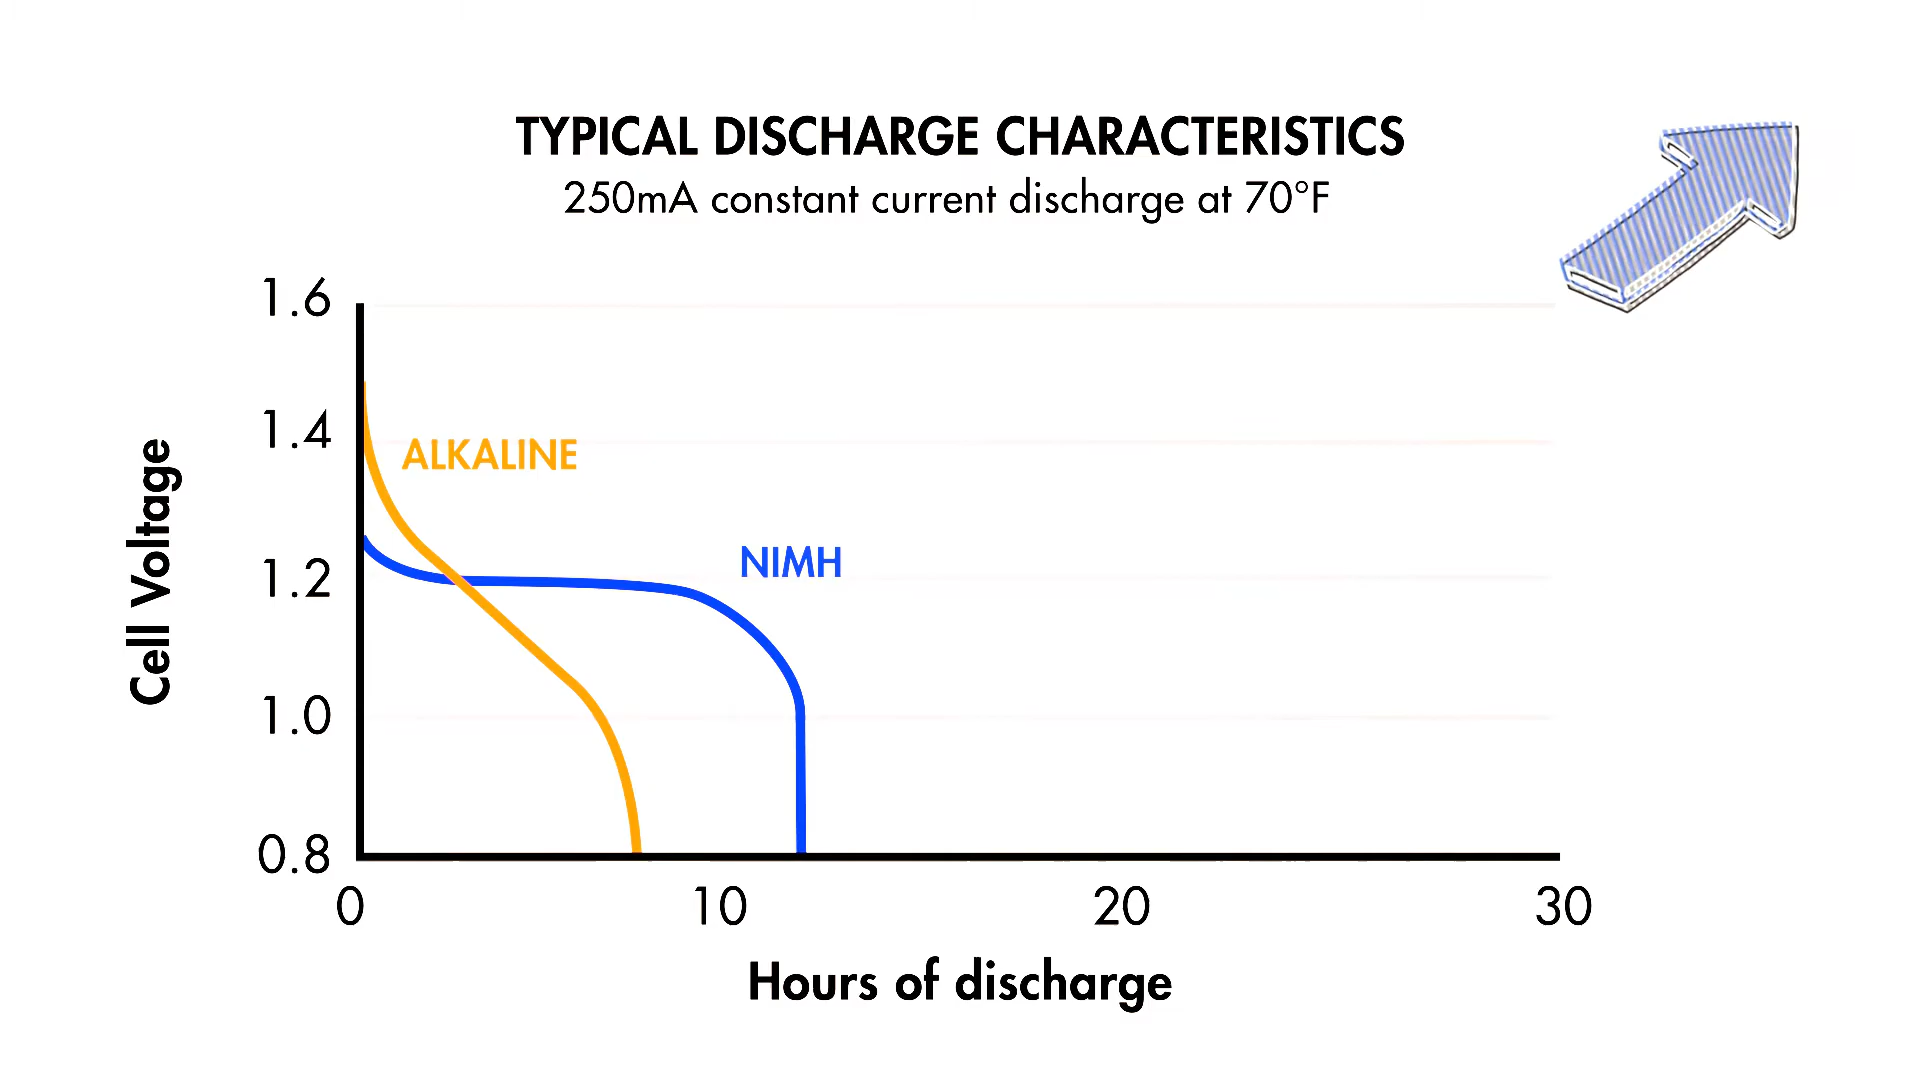 TYPICAL DISCHARGE CHARACTERISTICS
250mA constant current discharge at 70°F
1.6
1.4
ALKALINE
NIMH
1.2
1.0
0.8
Cell Voltage
0 10 20 30
Hours of discharge